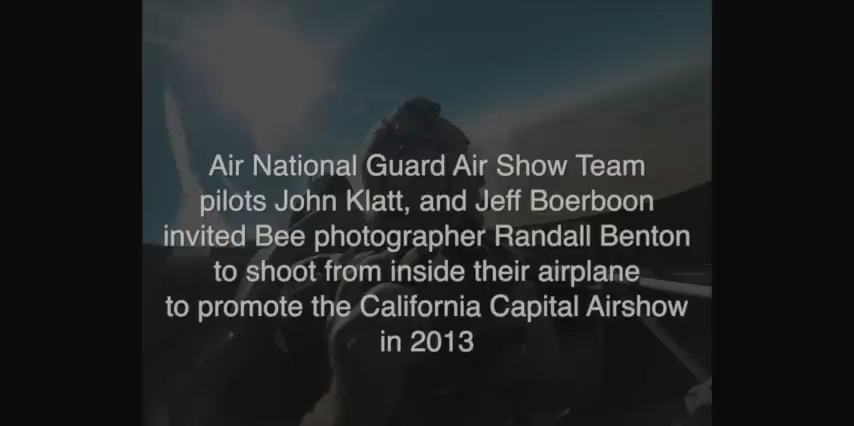 Air National Guard Air Show Team
pilots John Klatt, and Jeff Boerboon
invited Bee photographer Randall Benton
to shoot from inside their airplane
to promote the California Capital Airshow
in 2013